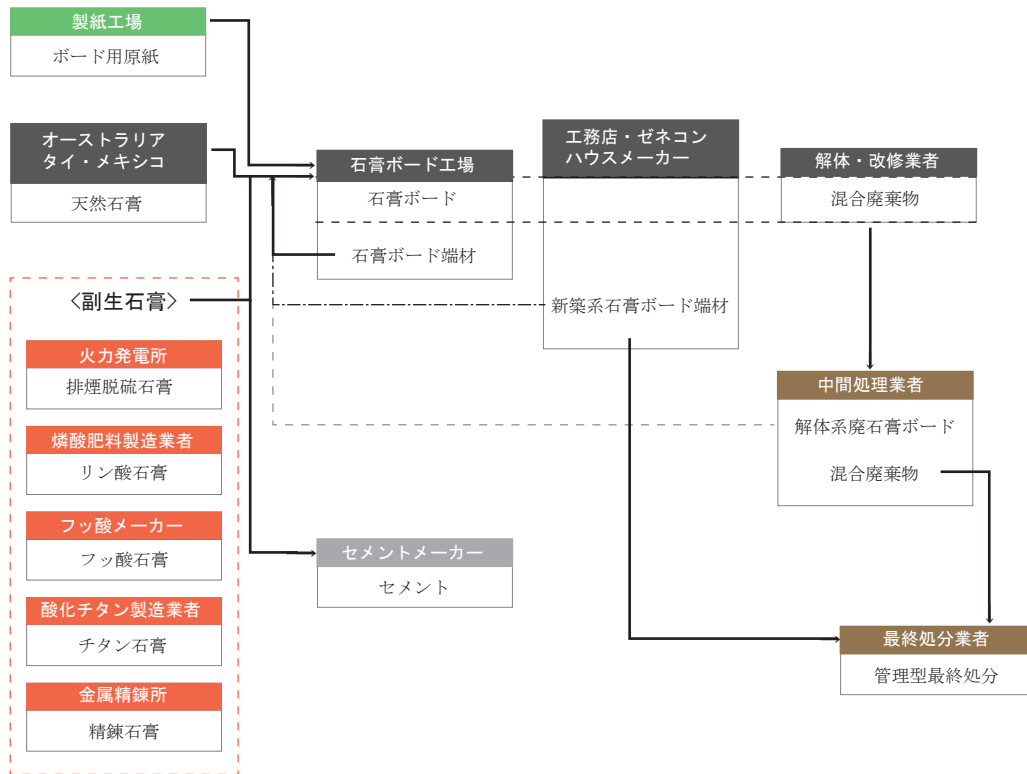 製紙工場
ボード用原紙
オーストラリア
タイ・メキシコ
天然石膏
石膏ボード工場
石膏ボード
石膏ボード端材
工務店・ゼネコン
ハウスメーカー
新築系石膏ボード端材
解体・改修業者
混合廃棄物
〈副生石膏〉
火力発電所
排煙脱硫石膏
燐酸肥料製造業者
リン酸石膏
フッ酸メーカー
フッ酸石膏
酸化チタン製造業者
チタン石膏
金属精錬所
精錬石膏
セメントメーカー
セメント
中間処理業者
解体系廃石膏ボード
混合廃棄物
最終処分業者
管理型最終処分